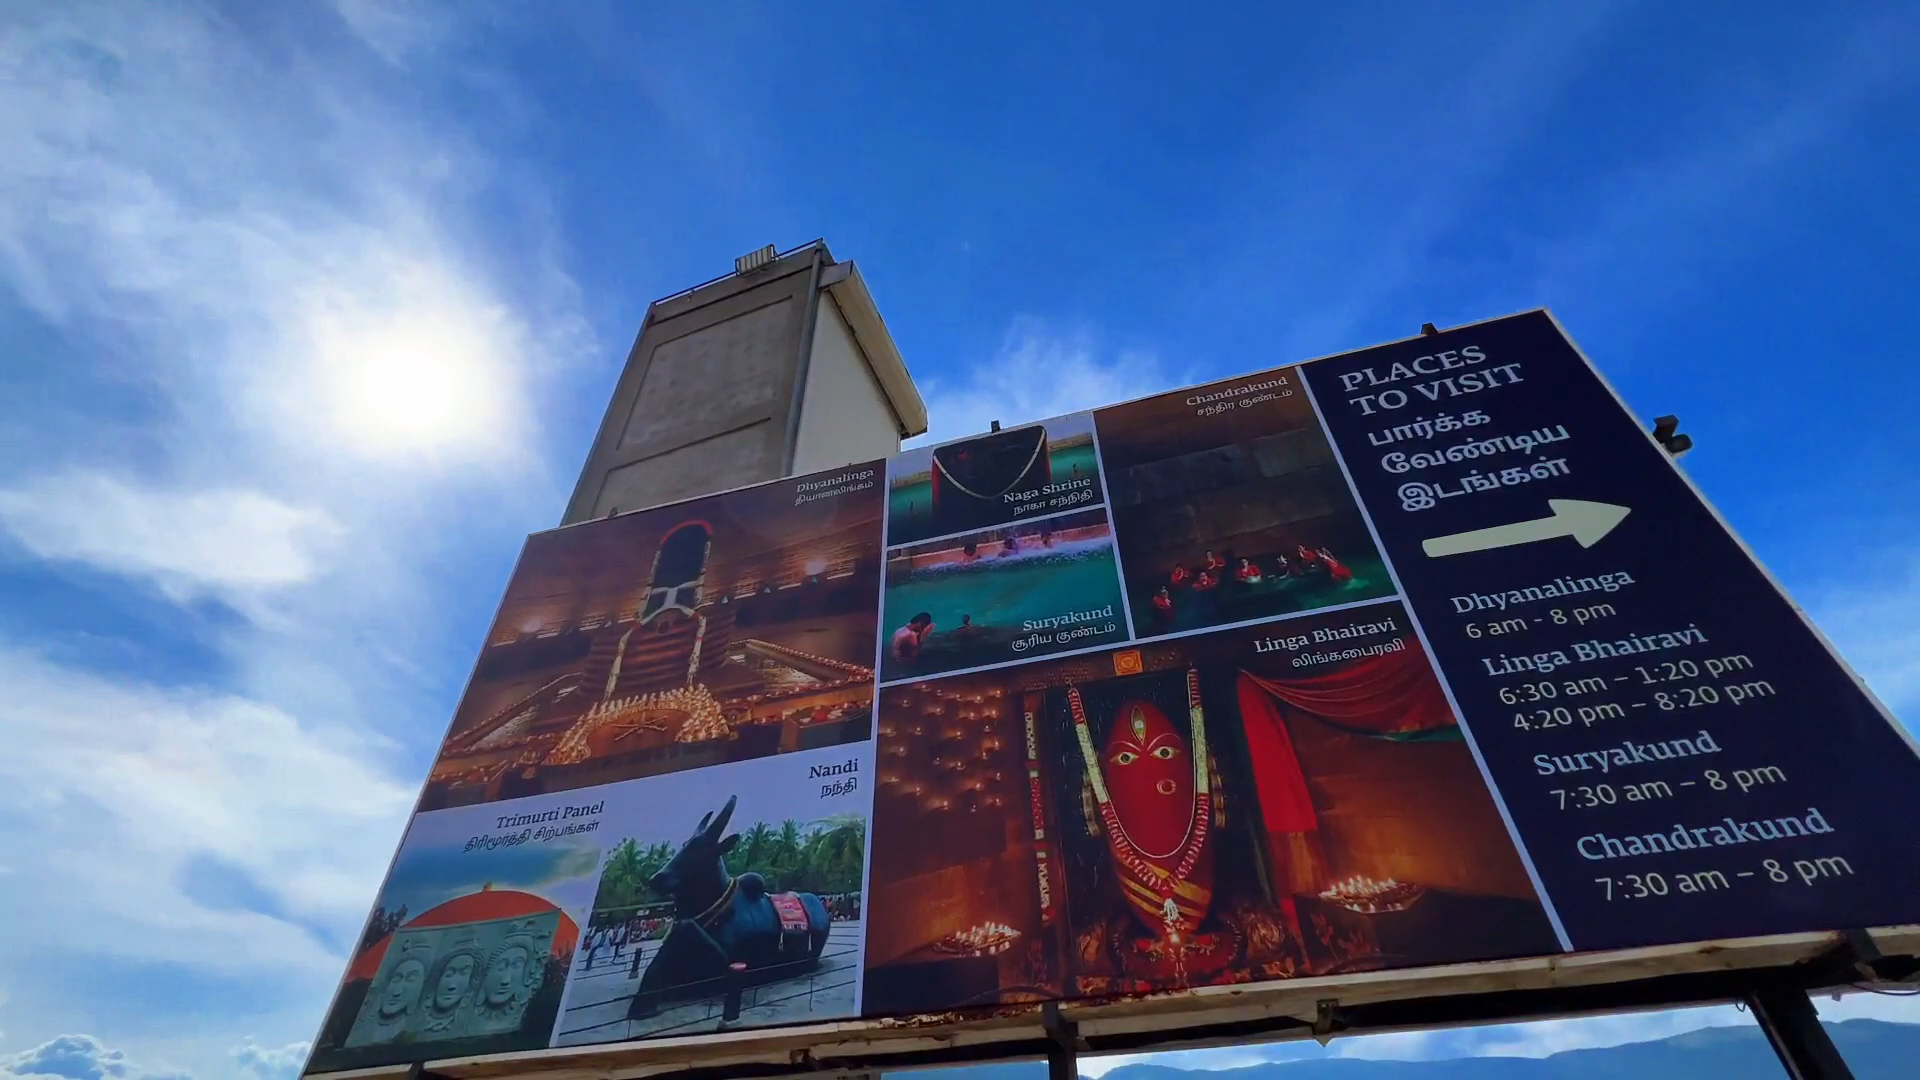 Dhyanalinga
தியானலிங்கம்
Naga Shrine
நாகா சந்நிதி
Suryakund
சூரிய குண்டம்
Chandrakund
சந்திர குண்டம்
Linga Bhairavi
லிங்கபைரவி
Trimurti Panel
திரிமூர்த்தி சிற்பங்கள்
Nandi
நந்தி
PLACES
TO VISIT
பார்க்க
வேண்டிய
இடங்கள்
Dhyanalinga
6 am - 8 pm
Linga Bhairavi
6:30 am – 1:20 pm
4:20 pm – 8:20 pm
Suryakund
7:30 am – 8 pm
Chandrakund
7:30 am – 8 pm